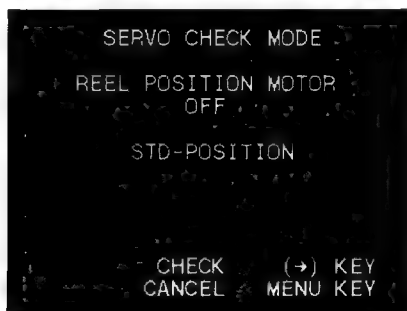 SERVO CHECK MODE
REEL POSITION MOTOR
OFF
STD-POSITION
CHECK (→) KEY
CANCEL MENU KEY